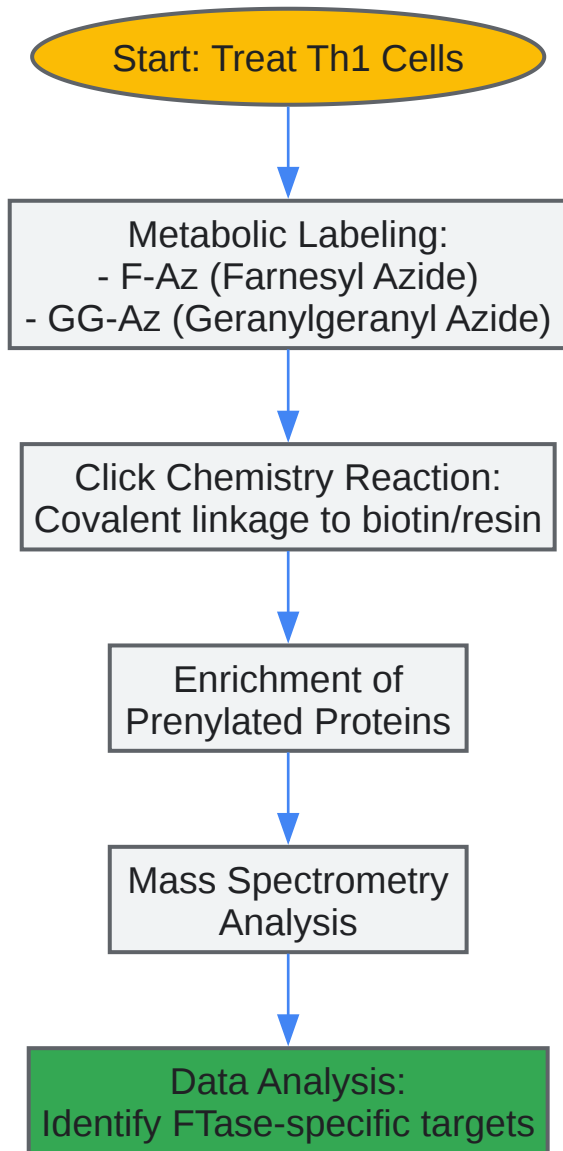 Start: Treat Th1 Cells
Metabolic Labeling:
- F-Az (Farnesyl Azide)
- GG-Az (Geranylgeranyl Azide)
Click Chemistry Reaction:
Covalent linkage to biotin/resin
Enrichment of
Prenylated Proteins
Mass Spectrometry
Analysis
Data Analysis:
Identify FTase-specific targets